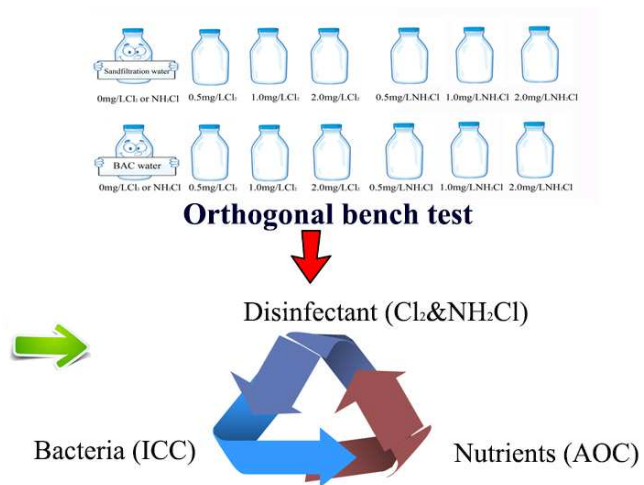 Sandfiltration water
0mg/LCl₂ or NH₂Cl 0.5mg/LCl₂ 1.0mg/LCl₂ 2.0mg/LCl₂ 0.5mg/LNH₂Cl 1.0mg/LNH₂Cl 2.0mg/LNH₂Cl
BAC water
0mg/LCl₂ or NH₂Cl 0.5mg/LCl₂ 1.0mg/LCl₂ 2.0mg/LCl₂ 0.5mg/LNH₂Cl 1.0mg/LNH₂Cl 2.0mg/LNH₂Cl
Orthogonal bench test
Disinfectant (Cl₂&NH₂Cl)
Bacteria (ICC)
Nutrients (AOC)